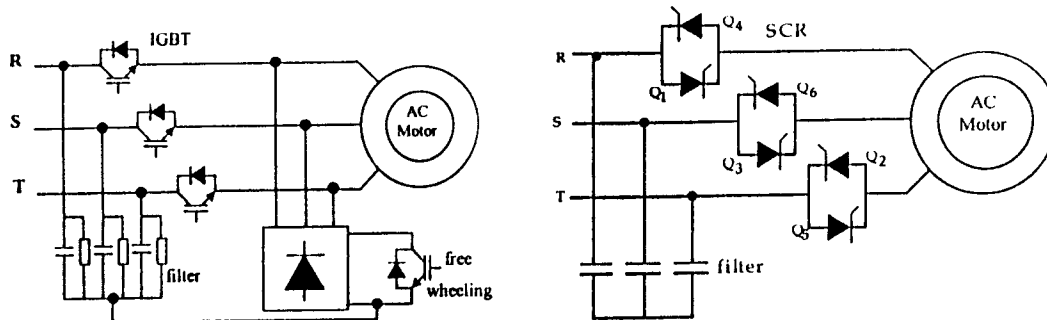 IGBT
R
S
T
AC
Motor
filter
free
wheeling
Q4
SCR
R
Q1
Q6
S
Q3
Q2
T
Q5
AC
Motor
filter